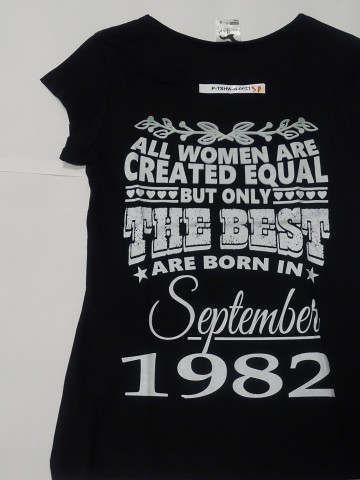 ALL WOMEN ARE
CREATED EQUAL
BUT ONLY
THE BEST
ARE BORN IN
September
1982